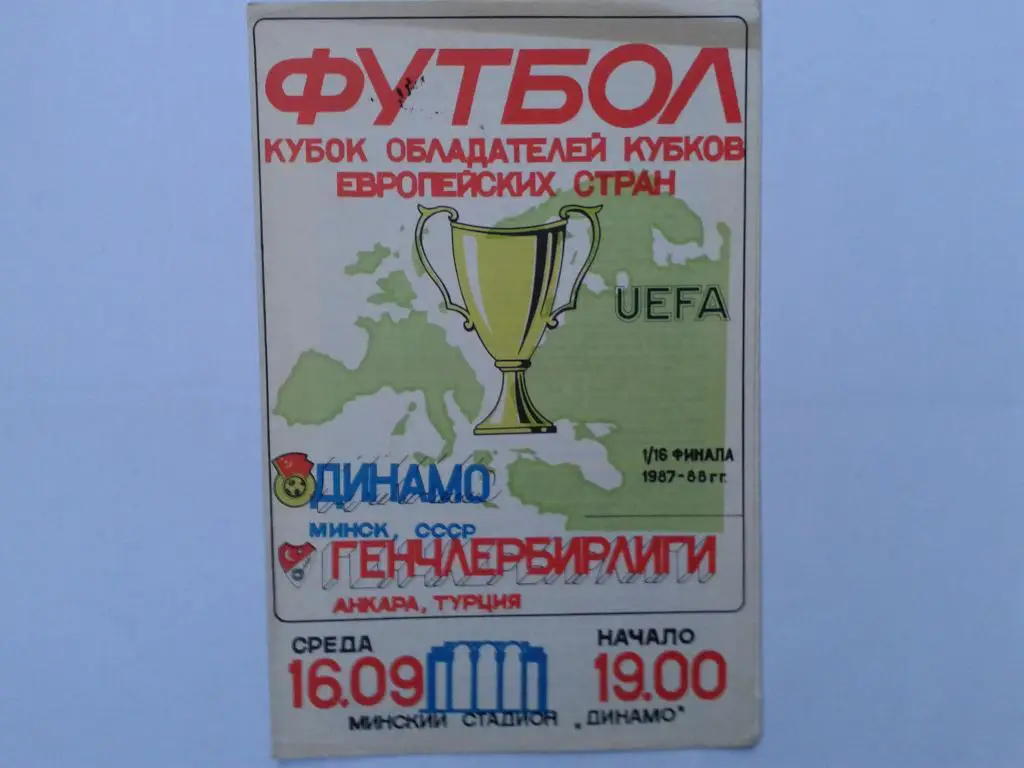 ФУТБОЛ
КУБОК ОБЛАДАТЕЛЕЙ КУБКОВ
ЕВРОПЕЙСКИХ СТРАН
UEFA
1/16 ФИНАЛА
1987-88 гг.
ДИНАМО
МИНСК, СССР
ГЕНЧЛЕРБИРЛИГИ
АНКАРА, ТУРЦИЯ
СРЕДА
16.09
НАЧАЛО
19.00
МИНСКИЙ СТАДИОН „ДИНАМО"